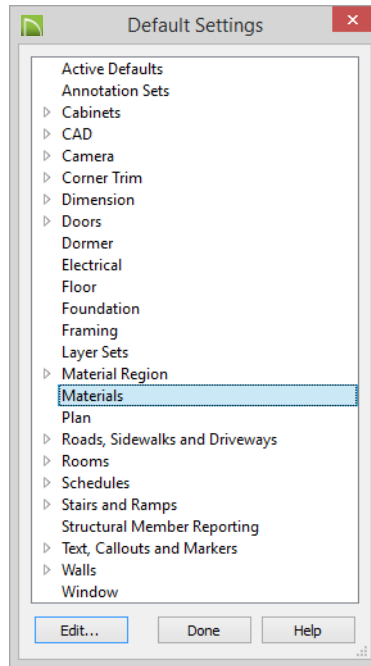 Default Settings
Active Defaults
Annotation Sets
Cabinets
CAD
Camera
Corner Trim
Dimension
Doors
Dormer
Electrical
Floor
Foundation
Framing
Layer Sets
Material Region
Materials
Plan
Roads, Sidewalks and Driveways
Rooms
Schedules
Stairs and Ramps
Structural Member Reporting
Text, Callouts and Markers
Walls
Window
Edit... Done Help